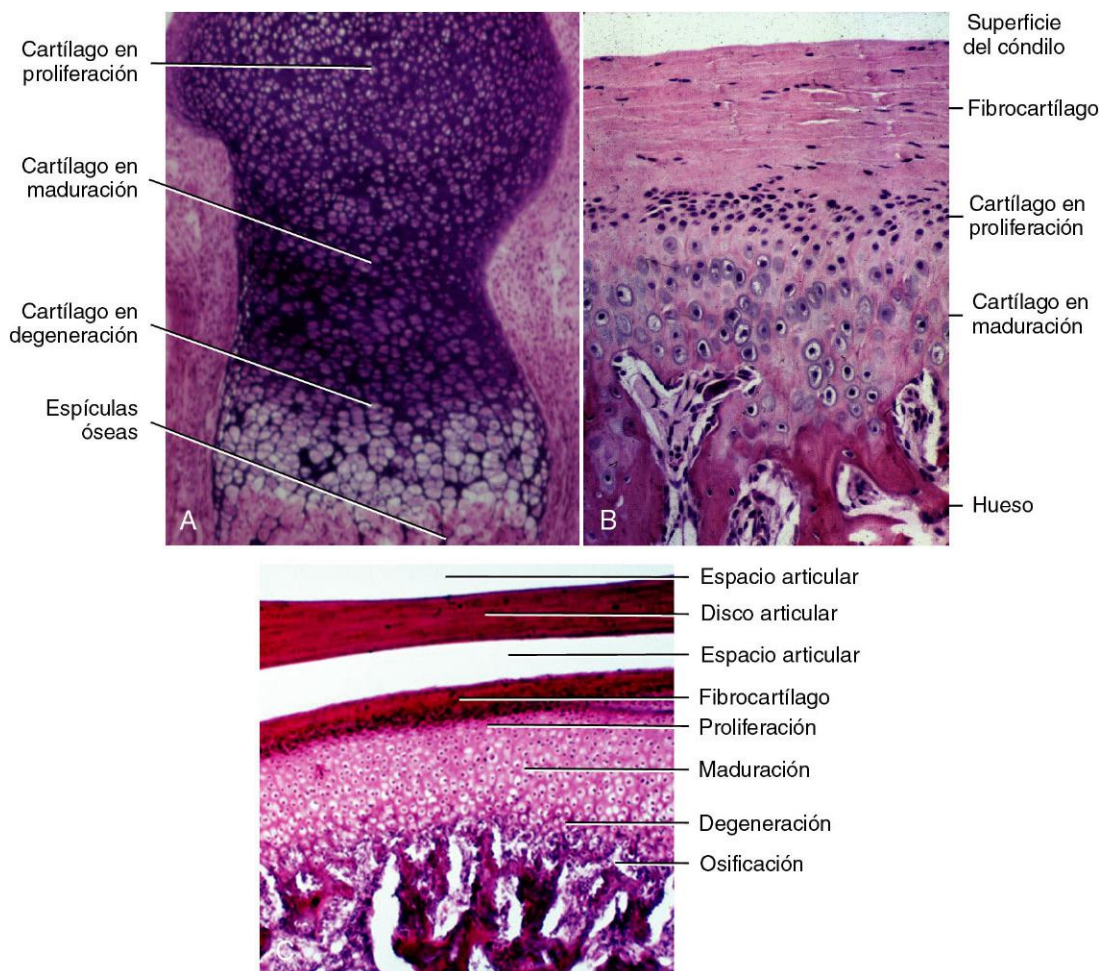 Cartílago en
proliferación
Cartílago en
maduración
Cartílago en
degeneración
Espículas
óseas
A
Superficie
del cóndilo
Fibrocartílago
Cartílago en
proliferación
Cartílago en
maduración
Hueso
B
Espacio articular
Disco articular
Espacio articular
Fibrocartílago
Proliferación
Maduración
Degeneración
Osificación
C